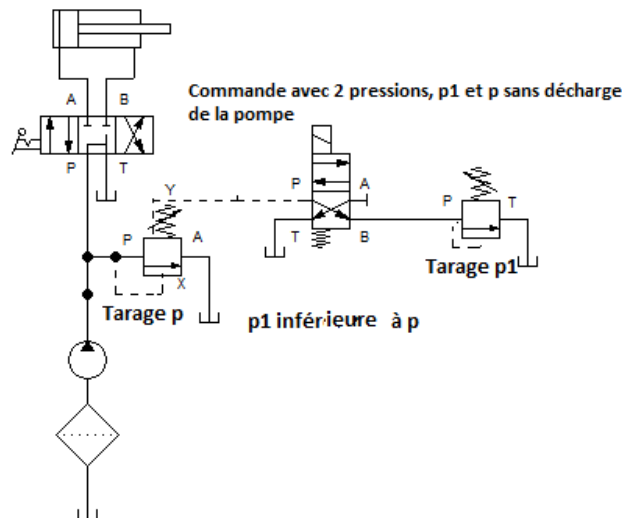 A B
Commande avec 2 pressions, p1 et p sans décharge
de la pompe
P T
Y P A
P T
P A
T B
X
Tarage p1
Tarage p
p1 inférieure à p